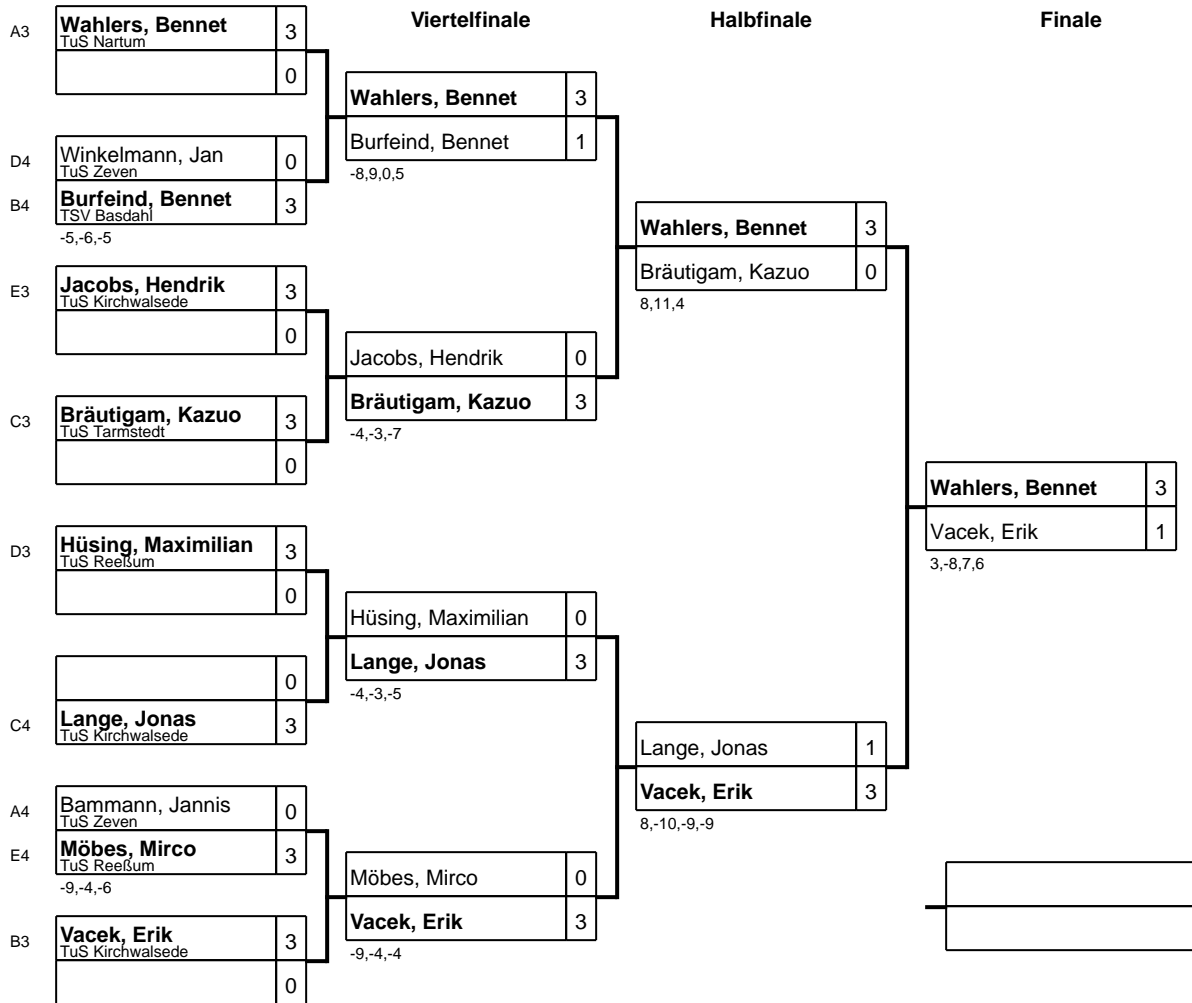 Viertelfinale
Halbfinale
Finale
A3
Wahlers, Bennet 3
TuS Nartum
0
D4
Winkelmann, Jan 0
TuS Zeven
B4
Burfeind, Bennet 3
TSV Basdahl
-5,-6,-5
E3
Jacobs, Hendrik 3
TuS Kirchwalsede
0
C3
Bräutigam, Kazuo 3
TuS Tarmstedt
0
D3
Hüsing, Maximilian 3
TuS Reeßum
0
0
C4
Lange, Jonas 3
TuS Kirchwalsede
A4
Bammann, Jannis 0
TuS Zeven
E4
Möbes, Mirco 3
TuS Reeßum
-9,-4,-6
B3
Vacek, Erik 3
TuS Kirchwalsede
0
Wahlers, Bennet 3
Burfeind, Bennet 1
-8,9,0,5
Jacobs, Hendrik 0
Bräutigam, Kazuo 3
-4,-3,-7
Hüsing, Maximilian 0
Lange, Jonas 3
-4,-3,-5
Möbes, Mirco 0
Vacek, Erik 3
-9,-4,-4
Wahlers, Bennet 3
Bräutigam, Kazuo 0
8,11,4
Lange, Jonas 1
Vacek, Erik 3
8,-10,-9,-9
Wahlers, Bennet 3
Vacek, Erik 1
3,-8,7,6